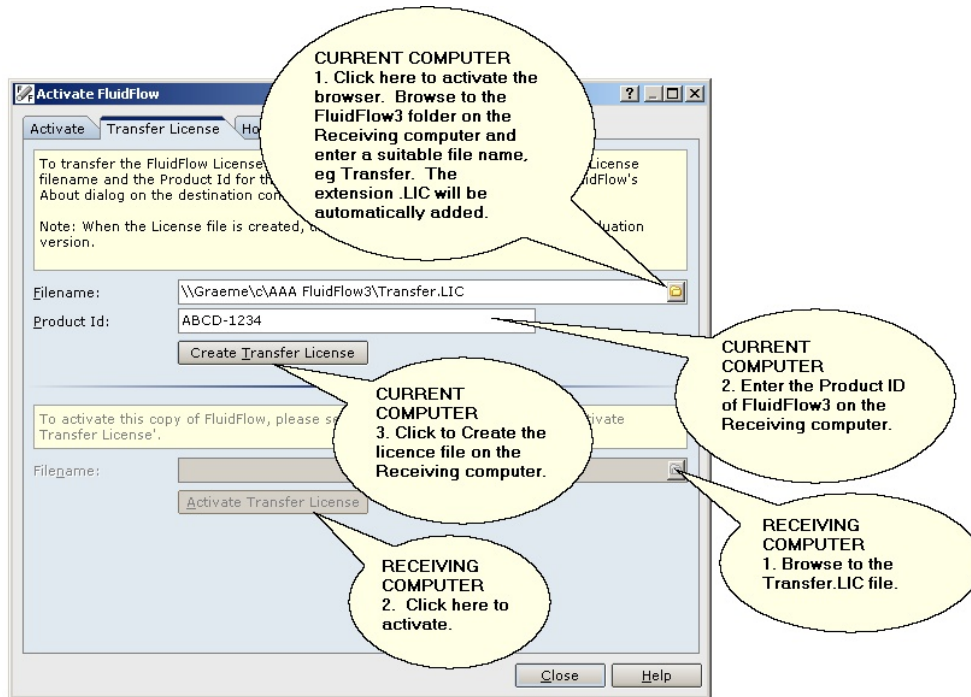 CURRENT COMPUTER
1. Click here to activate the
browser. Browse to the
FluidFlow3 folder on the
Receiving computer and
enter a suitable file name,
eg Transfer. The
extension .LIC will be
automatically added.
Activate FluidFlow
Activate
Transfer License
Ho
To transfer the FluidFlow License
License
filename and the Product Id for th
idFlow's
About dialog on the destination con
Note: When the License file is created,
luation
version.
Filename:
\\Graeme\c\AAA FluidFlow3\Transfer.LIC
Product Id:
ABCD-1234
Create Transfer License
CURRENT
COMPUTER
2. Enter the Product ID
of FluidFlow3 on the
Receiving computer.
CURRENT
COMPUTER
3. Click to Create the
licence file on the
Receiving computer.
To activate this copy of FluidFlow, please se
tivate
Transfer License'.
Filename:
Activate Transfer License
RECEIVING
COMPUTER
1. Browse to the
Transfer.LIC file.
RECEIVING
COMPUTER
2. Click here to
activate.
Close
Help